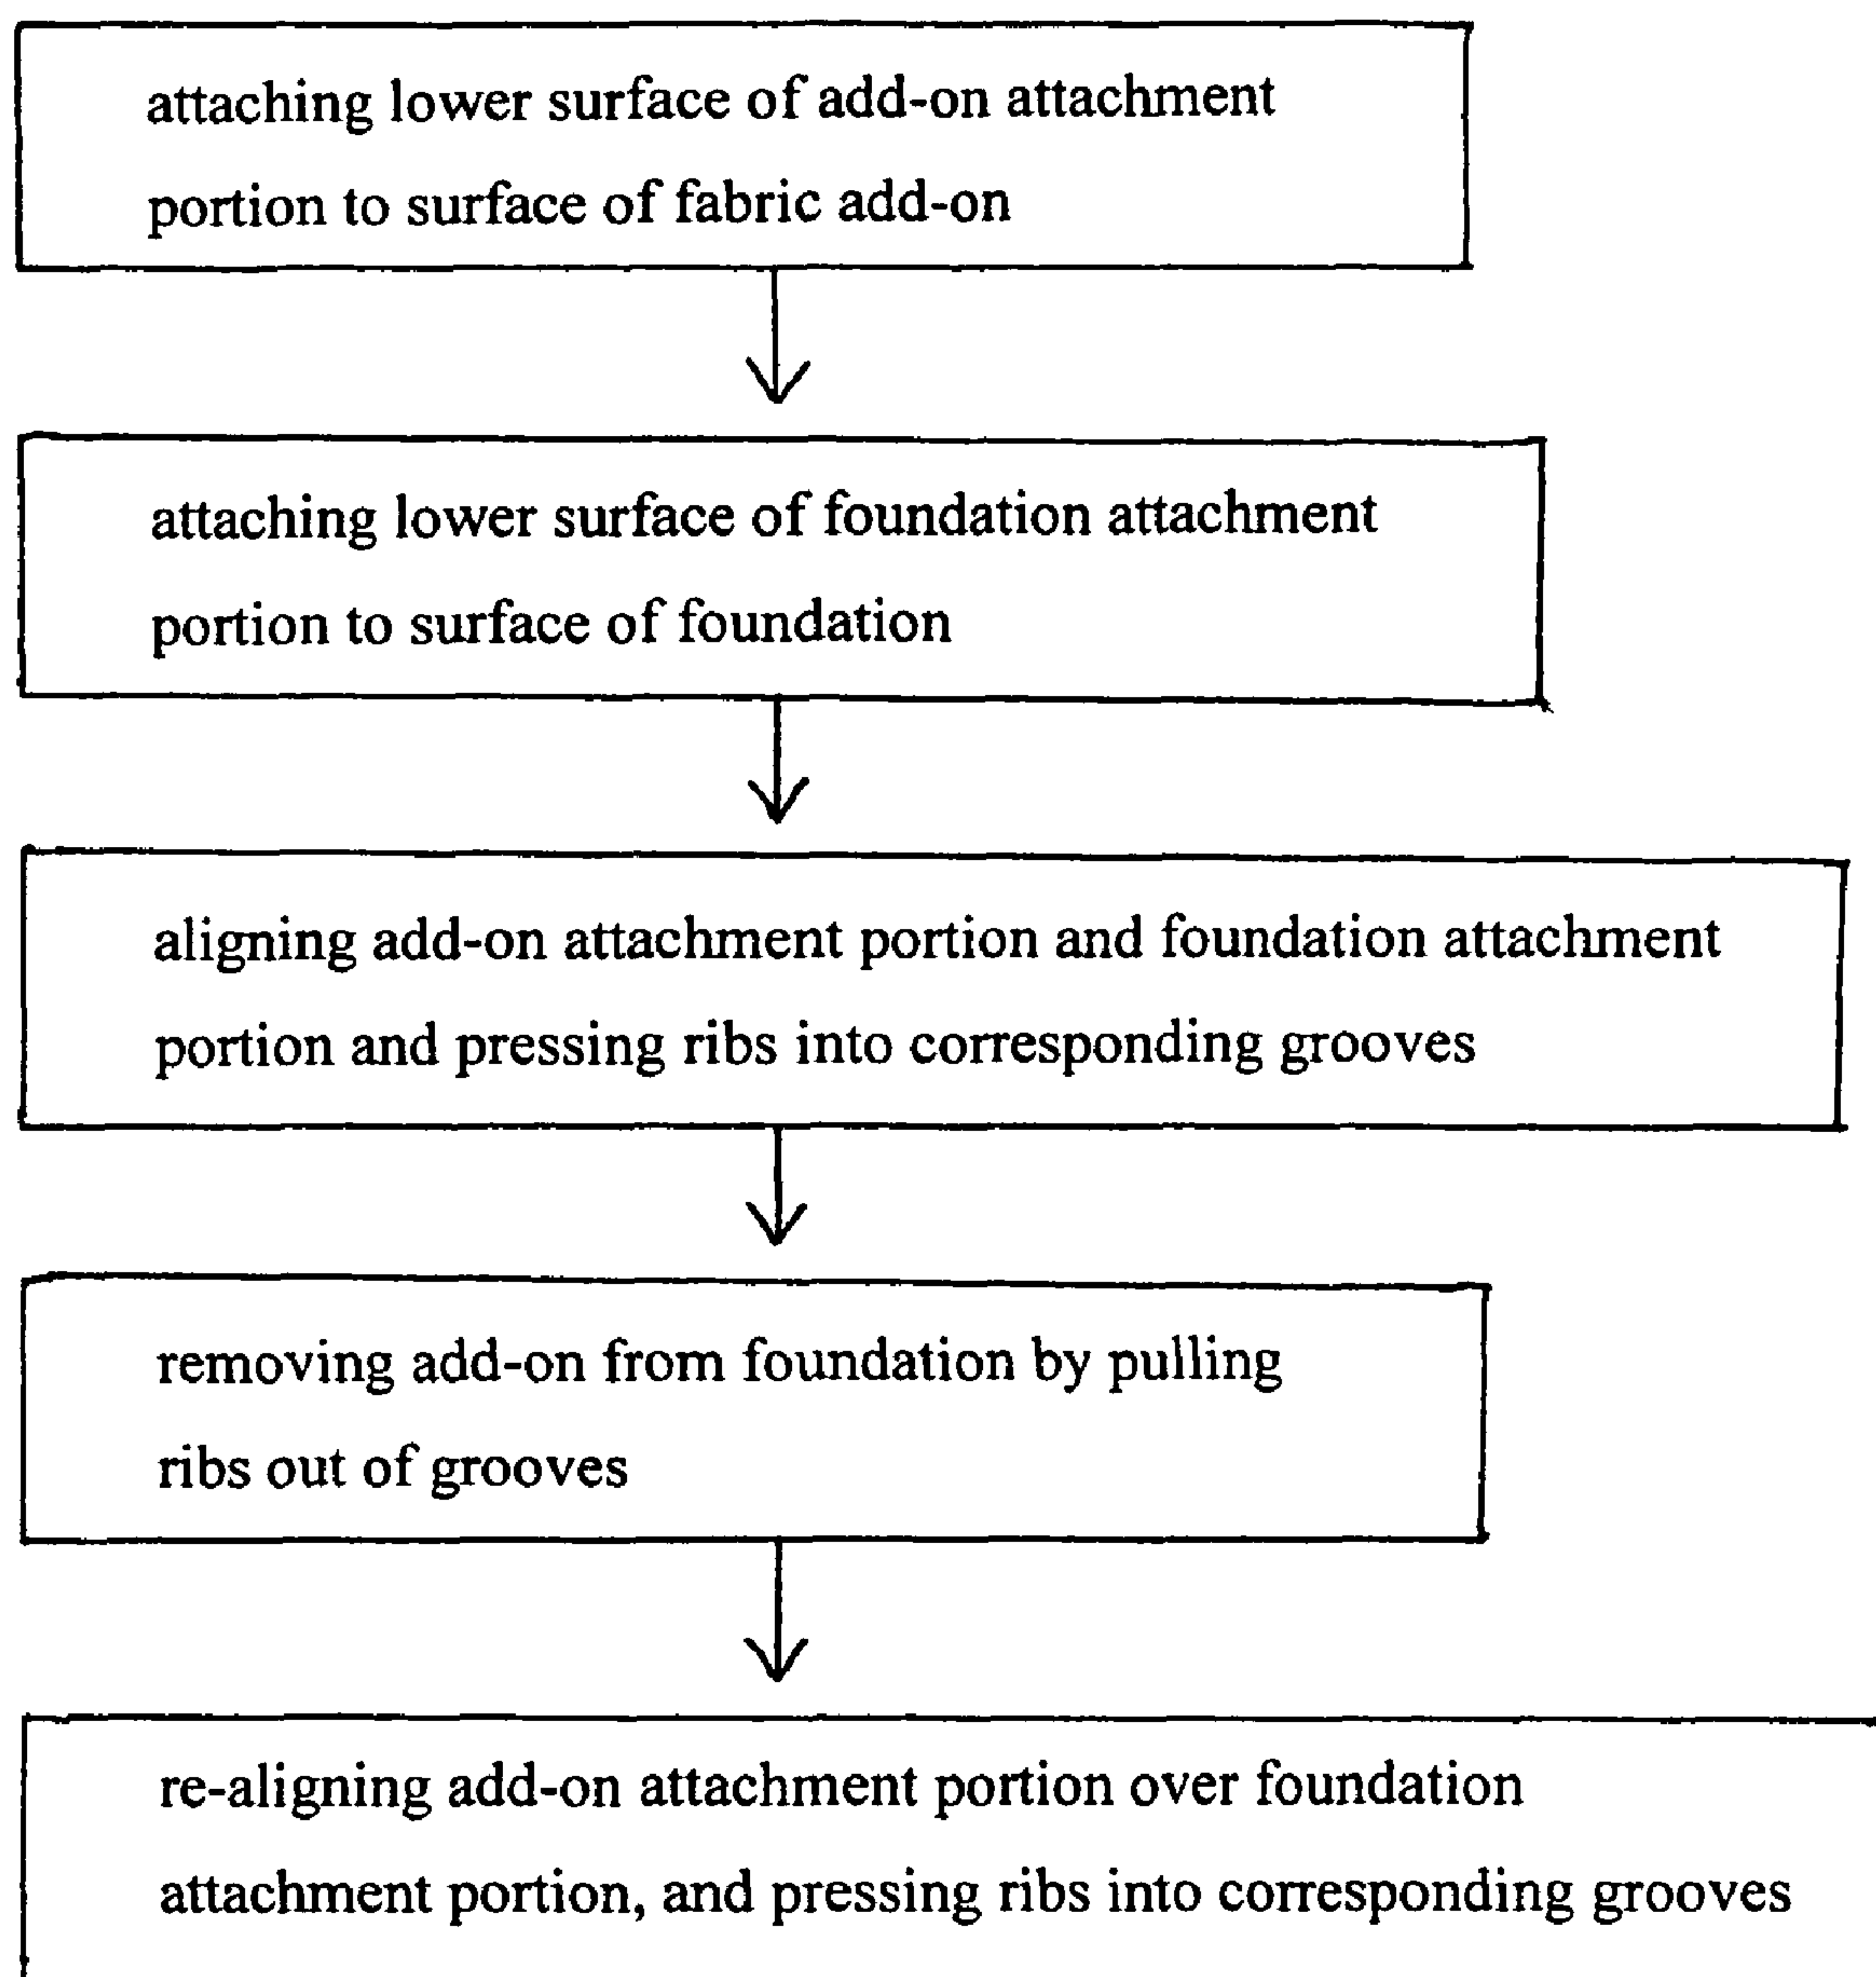 attaching lower surface of add-on attachment
portion to surface of fabric add-on
attaching lower surface of foundation attachment
portion to surface of foundation
aligning add-on attachment portion and foundation attachment
portion and pressing ribs into corresponding grooves
removing add-on from foundation by pulling
ribs out of grooves
re-aligning add-on attachment portion over foundation
attachment portion, and pressing ribs into corresponding grooves